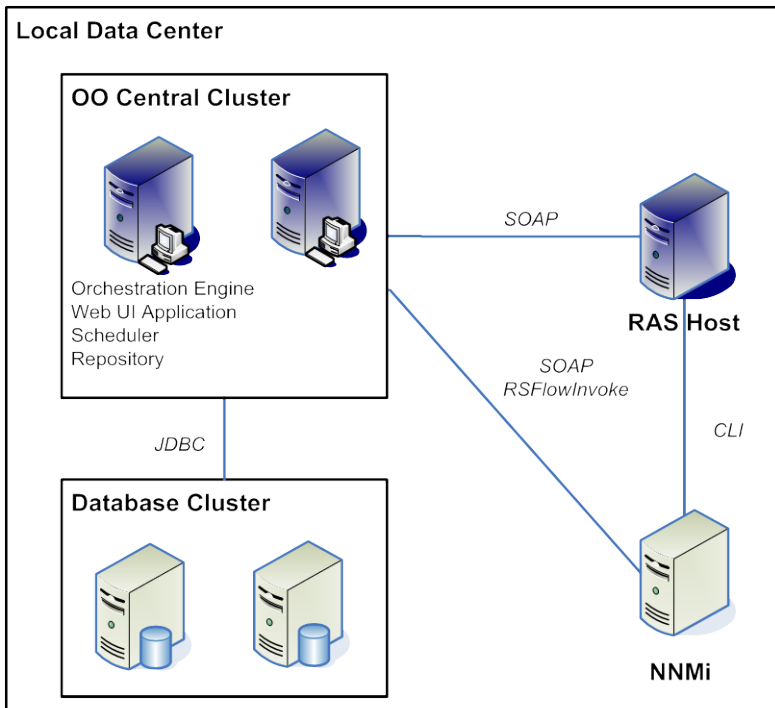 Local Data Center
OO Central Cluster
Orchestration Engine
Web UI Application
Scheduler
Repository
SOAP
RAS Host
SOAP
RSFlowInvoke
CLI
JDBC
Database Cluster
NNMi